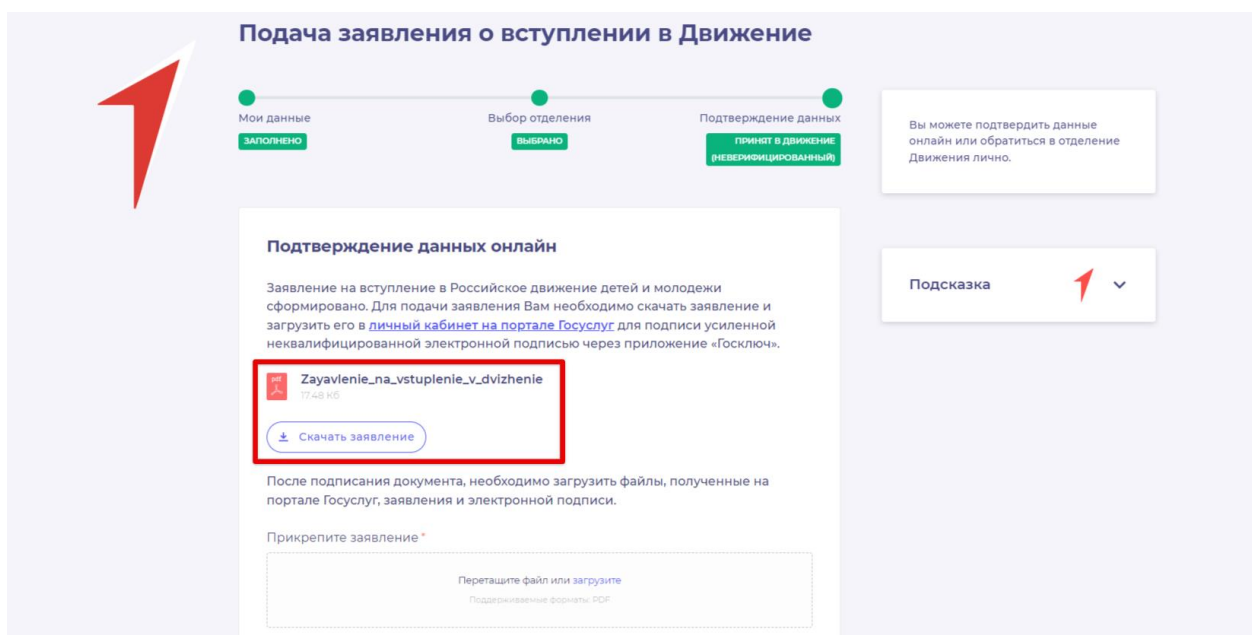 Подача заявления о вступлении в Движение
Мои данные
ЗАПОЛНЕНО
Выбор отделения
ВЫБРАНО
Подтверждение данных
ПРИНЯТ В ДВИЖЕНИЕ
(НЕВЕРИФИЦИРОВАННЫЙ)
Вы можете подтвердить данные
онлайн или обратиться в отделение
Движения лично.
Подсказка
Подтверждение данных онлайн
Заявление на вступление в Российское движение детей и молодежи
сформировано. Для подачи заявления Вам необходимо скачать заявление и
загрузить его в личный кабинет на портале Госуслуг для подписи усиленной
неквалифицированной электронной подписью через приложение «Госключ».
pdf
Zayavlenie_na_vstuplenie_v_dvizhenie
17,48 Кб
Скачать заявление
После подписания документа, необходимо загрузить файлы, полученные на
портале Госуслуг, заявления и электронной подписи.
Прикрепите заявление *
Перетащите файл или загрузите
Поддерживаемые форматы: PDF